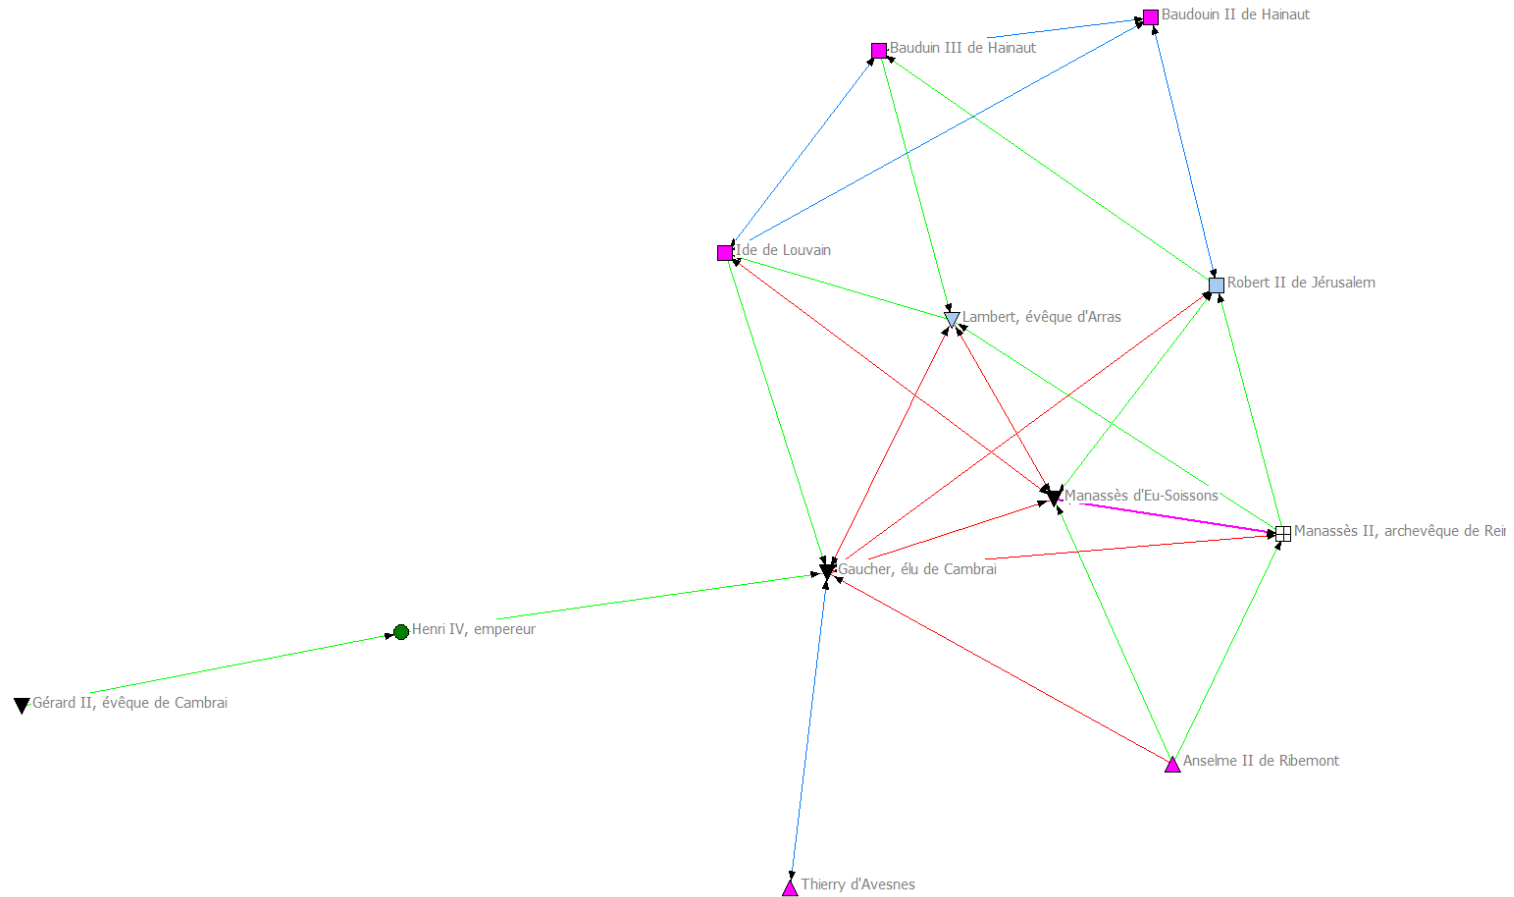 Baudouin II de Hainaut
Bauduin III de Hainaut
Ide de Louvain
Robert II de Jérusalem
Lambert, évêque d'Arras
Manassès d'Eu-Soissons
Manassès II, archevêque de Rei
Gaucher, élu de Cambrai
Henri IV, empereur
Gérard II, évêque de Cambrai
Anselme II de Ribemont
Thierry d'Avesnes